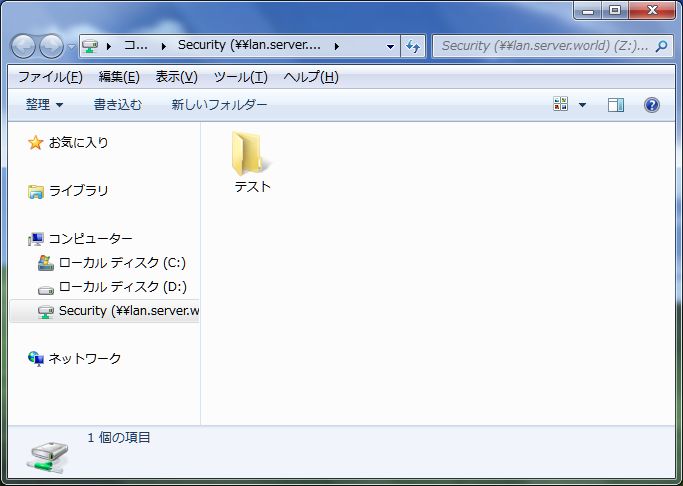 コ... Security (¥¥lan.server....
Security (¥¥lan.server.world) (Z:)...
ファイル(F) 編集(E) 表示(V) ツール(T) ヘルプ(H)
整理 書き込む 新しいフォルダー
お気に入り
ライブラリ
コンピューター
ローカル ディスク (C:)
ローカル ディスク (D:)
Security (¥¥lan.server.w
ネットワーク
テスト
1 個の項目